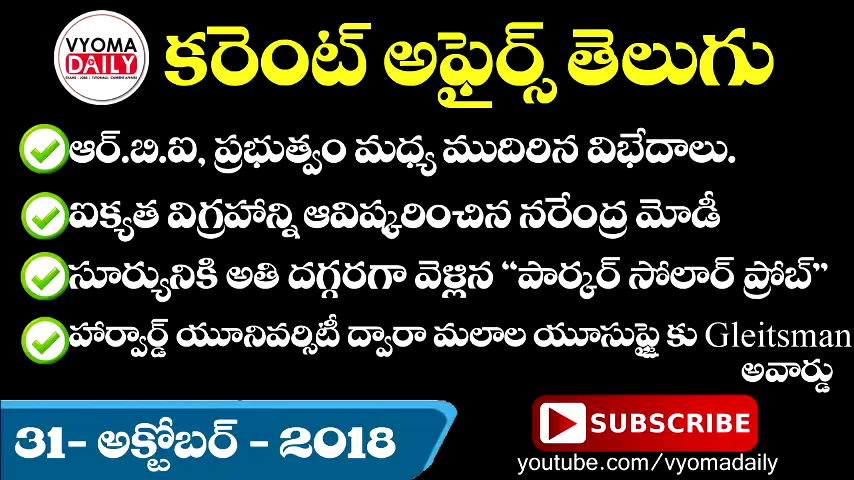 VYOMA
DAILY
కరెంట్ అఫైర్స్ తెలుగు
ఆర్.బి.ఐ, ప్రభుత్వం మధ్య ముదిరిన విభేదాలు.
ఐక్యత విగ్రహాన్ని ఆవిష్కరించిన నరేంద్ర మోడీ
సూర్యునికి అతి దగ్గరగా వెళ్లిన “పార్కర్ సోలార్ ప్రోబ్”
హార్వార్డ్ యూనివర్సిటీ ద్వారా మలాల యూసుఫ్జై కు Gleitsman
అవార్డు
31- అక్టోబర్ - 2018
SUBSCRIBE
youtube.com/vyomadaily